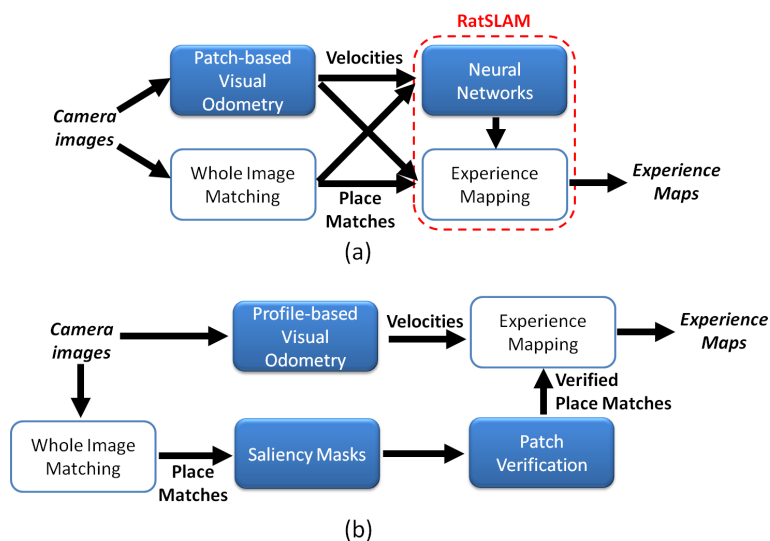 RatSLAM
Patch-based
Visual
Odometry
Velocities
Neural
Networks
Camera
images
Whole Image
Matching
Place
Matches
Experience
Mapping
Experience
Maps
(a)
Camera
images
Profile-based
Visual
Odometry
Velocities
Experience
Mapping
Experience
Maps
Verified
Place Matches
Whole Image
Matching
Place
Matches
Saliency Masks
Patch
Verification
(b)